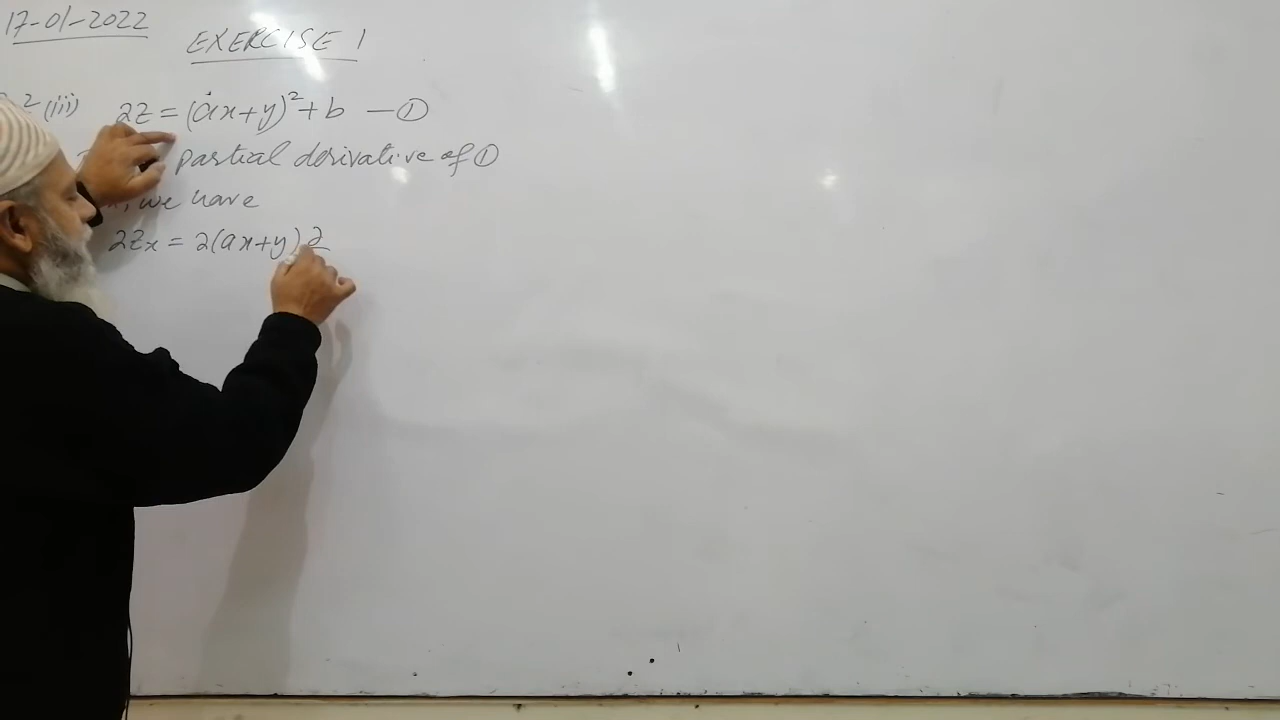 17-01-2022
EXERCISE 1
2 (iii) 2z = (ax+y)² + b — ①
partial derivative of ①
, we have
2zₓ = 2(ax+y) ∂